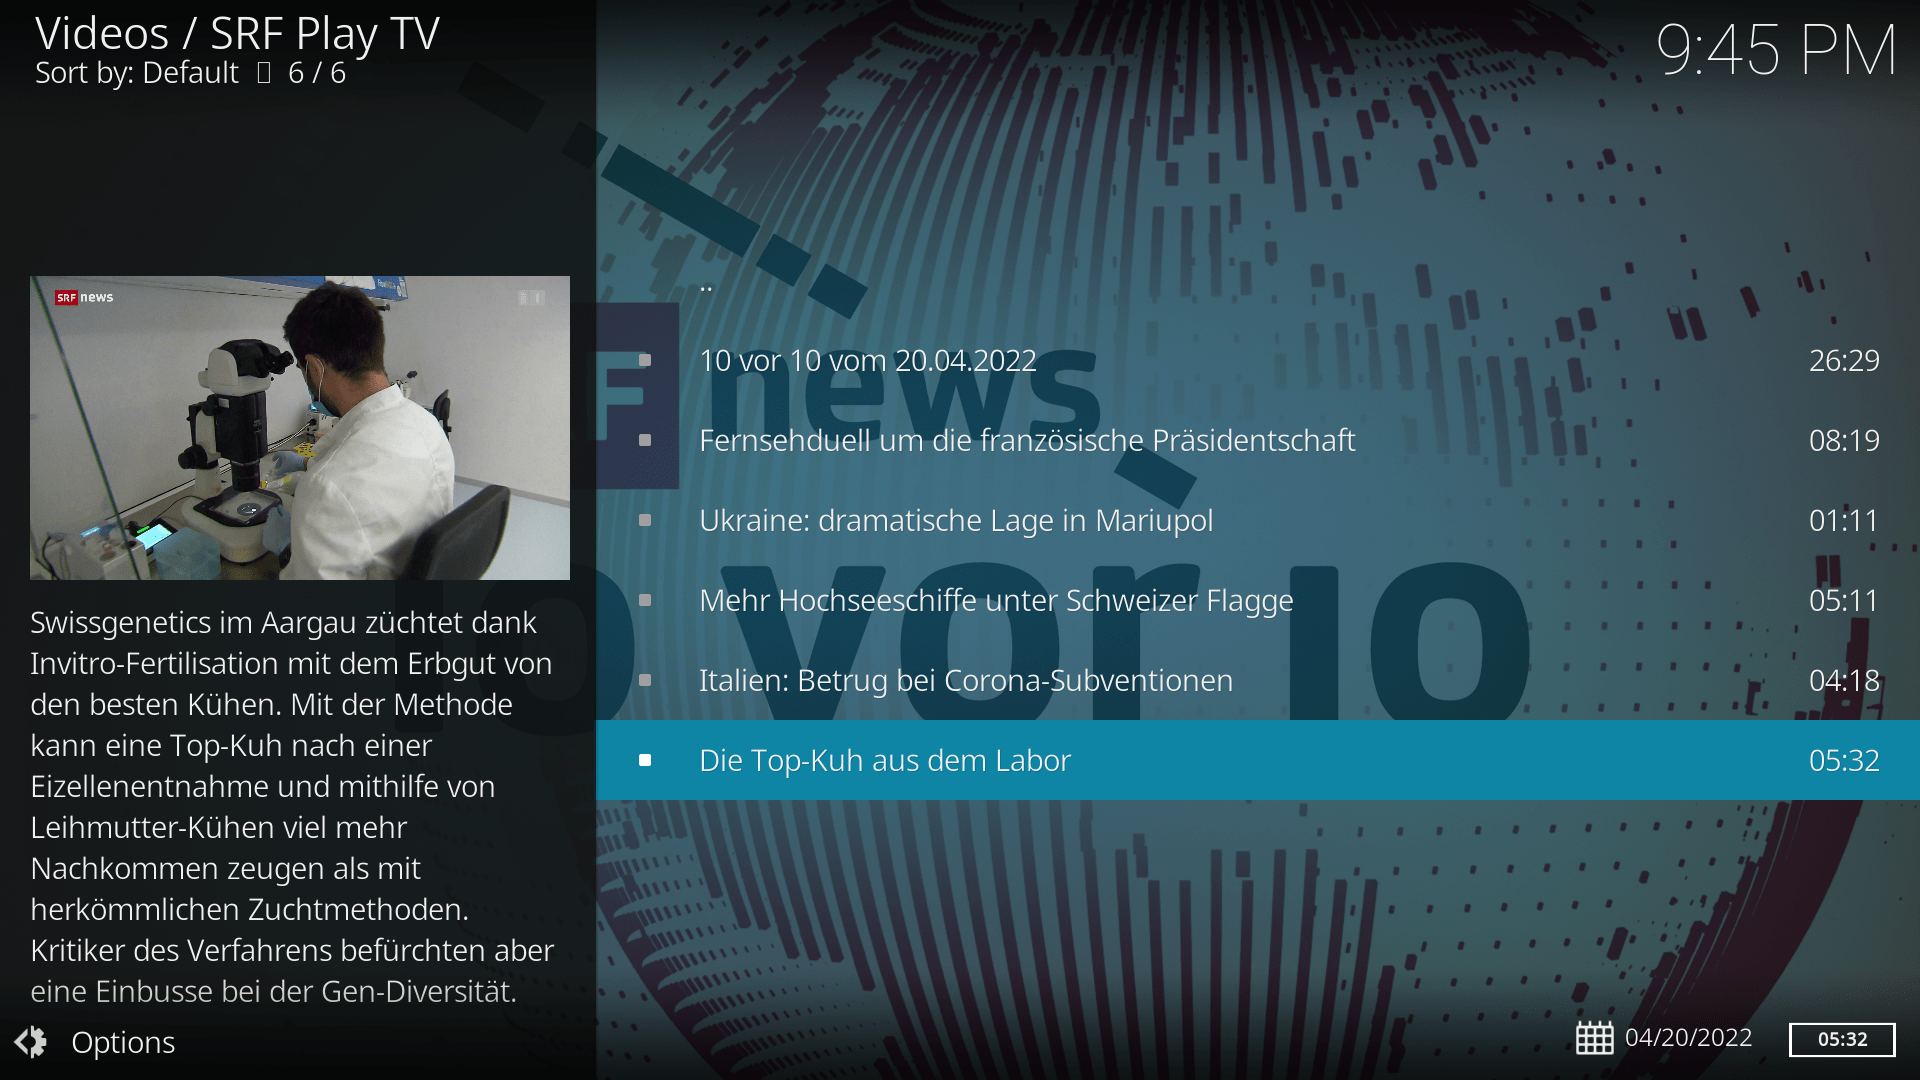 Videos / SRF Play TV
Sort by: Default 6 / 6
9:45 PM
SRF news
Swissgenetics im Aargau züchtet dank
Invitro-Fertilisation mit dem Erbgut von
den besten Kühen. Mit der Methode
kann eine Top-Kuh nach einer
Eizellenentnahme und mithilfe von
Leihmutter-Kühen viel mehr
Nachkommen zeugen als mit
herkömmlichen Zuchtmethoden.
Kritiker des Verfahrens befürchten aber
eine Einbusse bei der Gen-Diversität.
..
10 vor 10 vom 20.04.2022 26:29
Fernsehduell um die französische Präsidentschaft 08:19
Ukraine: dramatische Lage in Mariupol 01:11
Mehr Hochseeschiffe unter Schweizer Flagge 05:11
Italien: Betrug bei Corona-Subventionen 04:18
Die Top-Kuh aus dem Labor 05:32
F news
10 vor 10
Options
04/20/2022 05:32